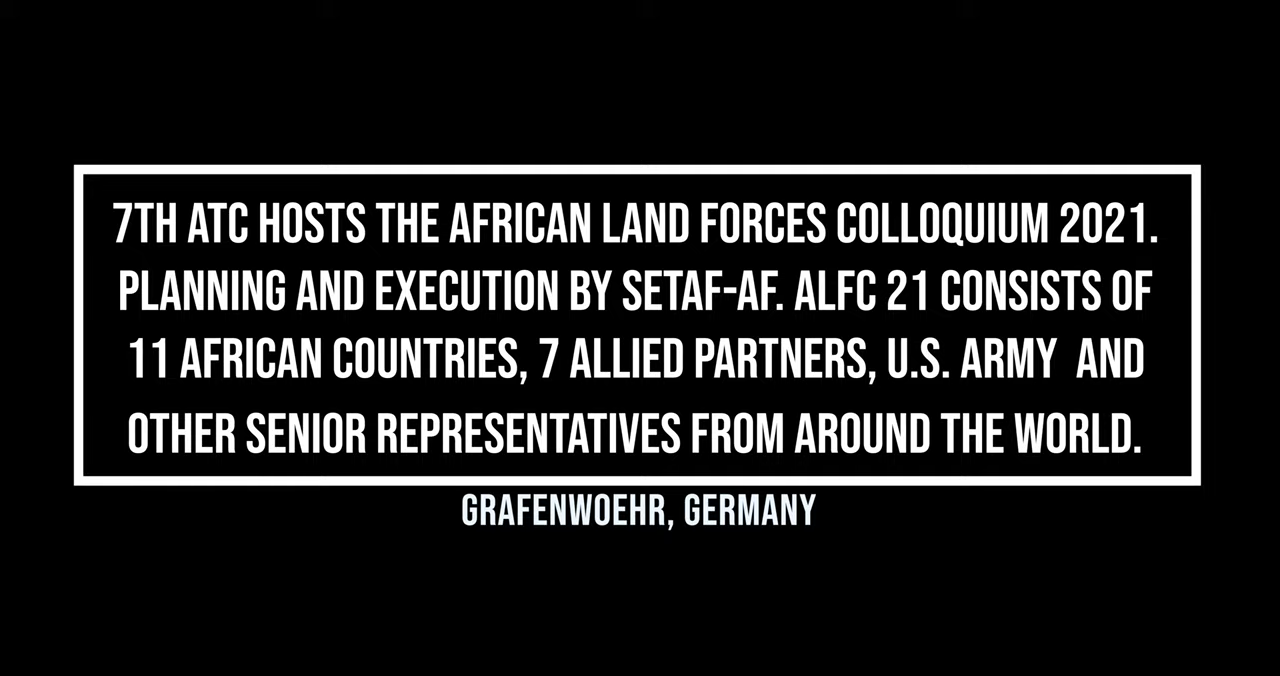 7TH ATC HOSTS THE AFRICAN LAND FORCES COLLOQUIUM 2021.
PLANNING AND EXECUTION BY SETAF-AF. ALFC 21 CONSISTS OF
11 AFRICAN COUNTRIES, 7 ALLIED PARTNERS, U.S. ARMY  AND
OTHER SENIOR REPRESENTATIVES FROM AROUND THE WORLD.
GRAFENWOEHR, GERMANY